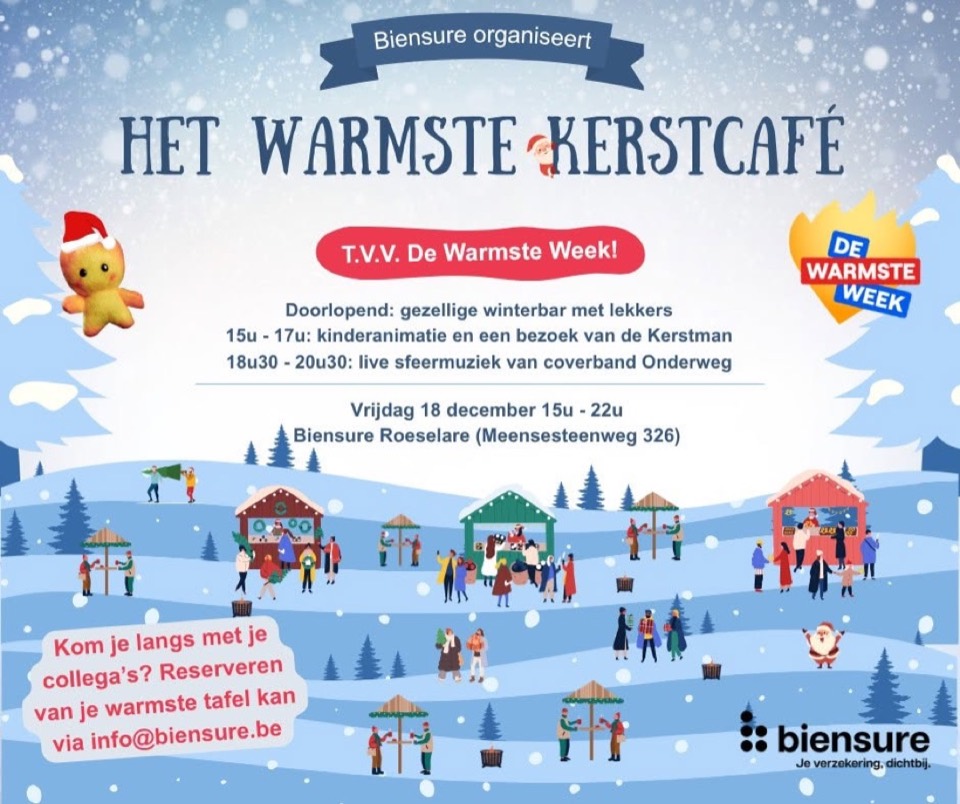 Biensure organiseert
HET WARMSTE KERSTCAFÉ
T.V.V. De Warmste Week!
DE
WARMSTE
WEEK
Doorlopend: gezellige winterbar met lekkers
15u - 17u: kinderanimatie en een bezoek van de Kerstman
18u30 - 20u30: live sfeermuziek van coverband Onderweg
Vrijdag 18 december 15u - 22u
Biensure Roeselare (Meensesteenweg 326)
Kom je langs met je
collega's? Reserveren
van je warmste tafel kan
via info@biensure.be
biensure
Je verzekering, dichtbij.